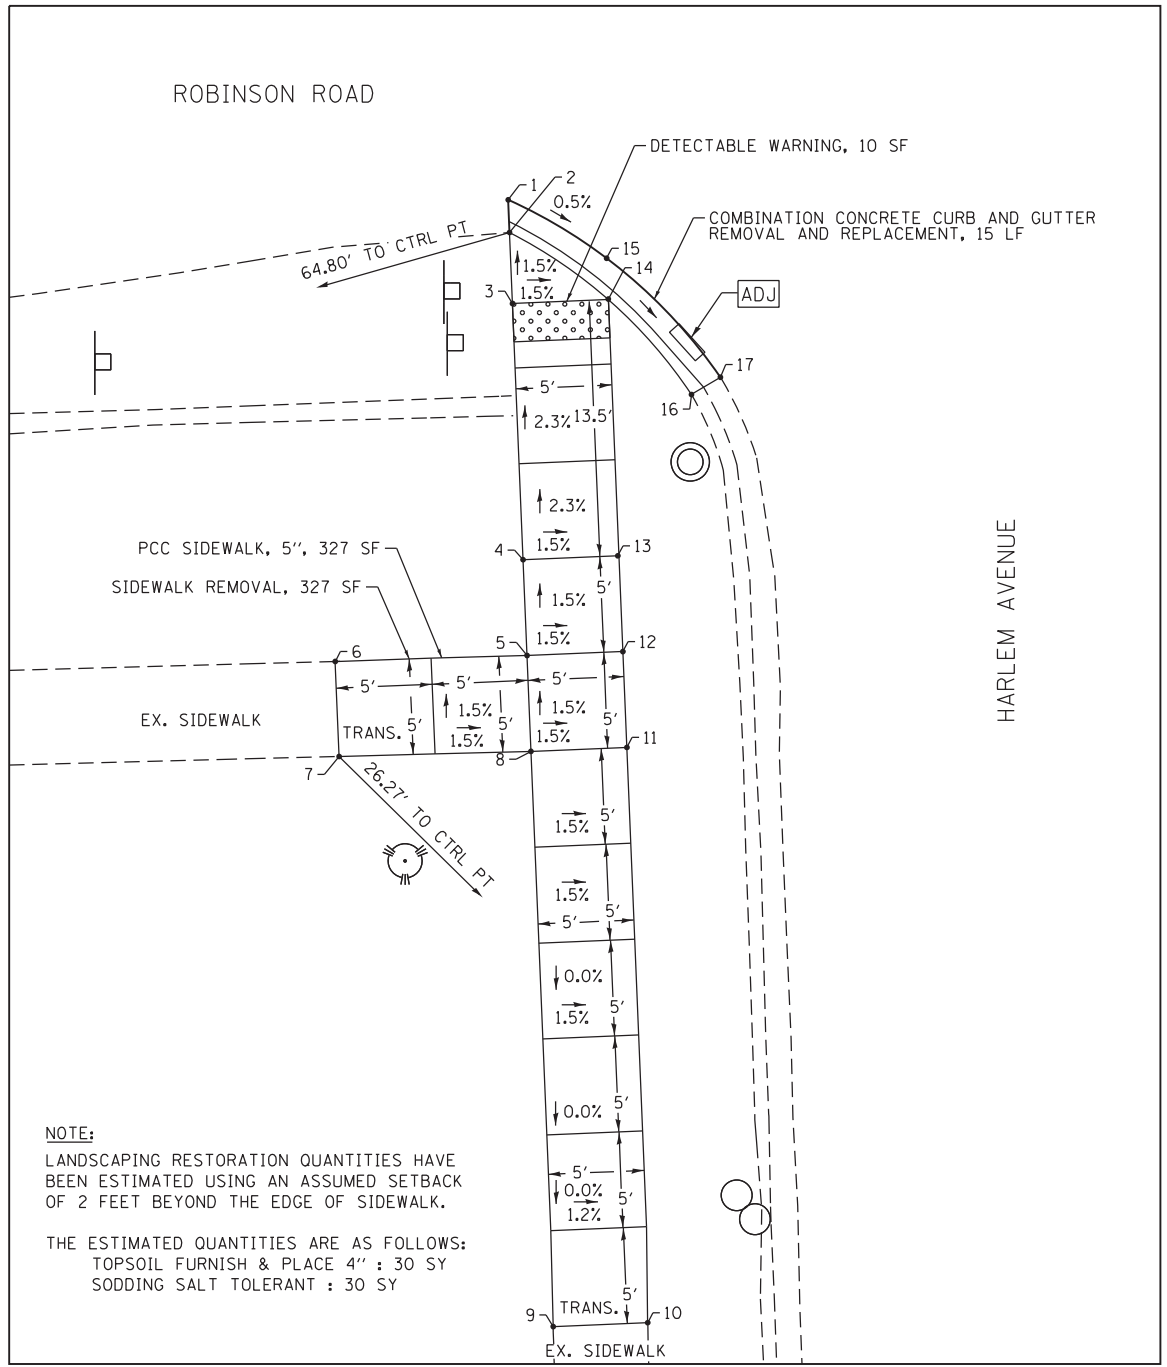 ROBINSON ROAD
DETECTABLE WARNING, 10 SF
1
2
0.5%
COMBINATION CONCRETE CURB AND GUTTER
REMOVAL AND REPLACEMENT, 15 LF
64.80' TO CTRL PT
15
14
1.5%
1.5%
3
ADJ
17
16
5'
2.3%
13.5'
2.3%
1.5%
4
13
PCC SIDEWALK, 5", 327 SF
SIDEWALK REMOVAL, 327 SF
HARLEM AVENUE
1.5%
5'
1.5%
5
12
6
5'
5'
5'
EX. SIDEWALK
TRANS.
5'
1.5%
1.5%
5'
1.5%
1.5%
5'
11
8
7
26.27' TO CTRL PT
1.5%
5'
1.5%
5'
5'
0.0%
1.5%
5'
0.0%
5'
5'
0.0%
1.2%
5'
5'
TRANS.
9
10
EX. SIDEWALK
NOTE:
LANDSCAPING RESTORATION QUANTITIES HAVE
BEEN ESTIMATED USING AN ASSUMED SETBACK
OF 2 FEET BEYOND THE EDGE OF SIDEWALK.
THE ESTIMATED QUANTITIES ARE AS FOLLOWS:
TOPSOIL FURNISH & PLACE 4" : 30 SY
SODDING SALT TOLERANT : 30 SY